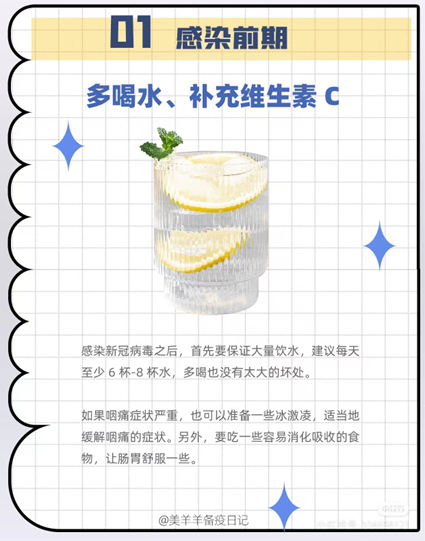 01 感染前期
多喝水、补充维生素 C
感染新冠病毒之后，首先要保证大量饮水，建议每天
至少 6 杯-8 杯水，多喝也没有太大的坏处。
如果咽痛症状严重，也可以准备一些冰激凌，适当地
缓解咽痛的症状。另外，要吃一些容易消化吸收的食
物，让肠胃舒服一些。
@美羊羊备疫日记